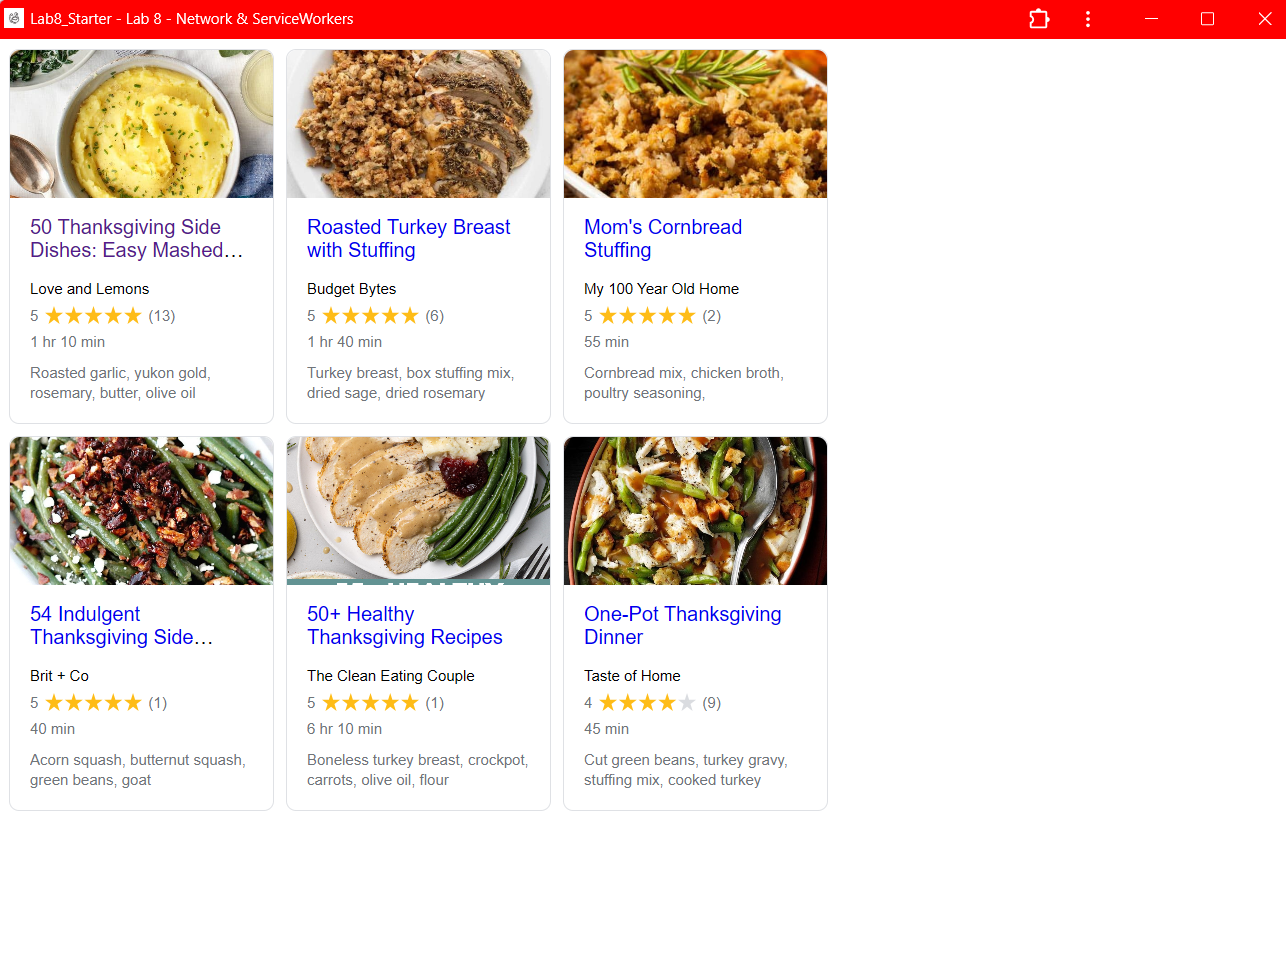 Lab8_Starter - Lab 8 - Network & ServiceWorkers
50 Thanksgiving Side
Dishes: Easy Mashed…
Love and Lemons
5 ★★★★★ (13)
1 hr 10 min
Roasted garlic, yukon gold,
rosemary, butter, olive oil
Roasted Turkey Breast
with Stuffing
Budget Bytes
5 ★★★★★ (6)
1 hr 40 min
Turkey breast, box stuffing mix,
dried sage, dried rosemary
Mom's Cornbread
Stuffing
My 100 Year Old Home
5 ★★★★★ (2)
55 min
Cornbread mix, chicken broth,
poultry seasoning,
54 Indulgent
Thanksgiving Side…
Brit + Co
5 ★★★★★ (1)
40 min
Acorn squash, butternut squash,
green beans, goat
50+ Healthy
Thanksgiving Recipes
The Clean Eating Couple
5 ★★★★★ (1)
6 hr 10 min
Boneless turkey breast, crockpot,
carrots, olive oil, flour
One-Pot Thanksgiving
Dinner
Taste of Home
4 ★★★★★ (9)
45 min
Cut green beans, turkey gravy,
stuffing mix, cooked turkey